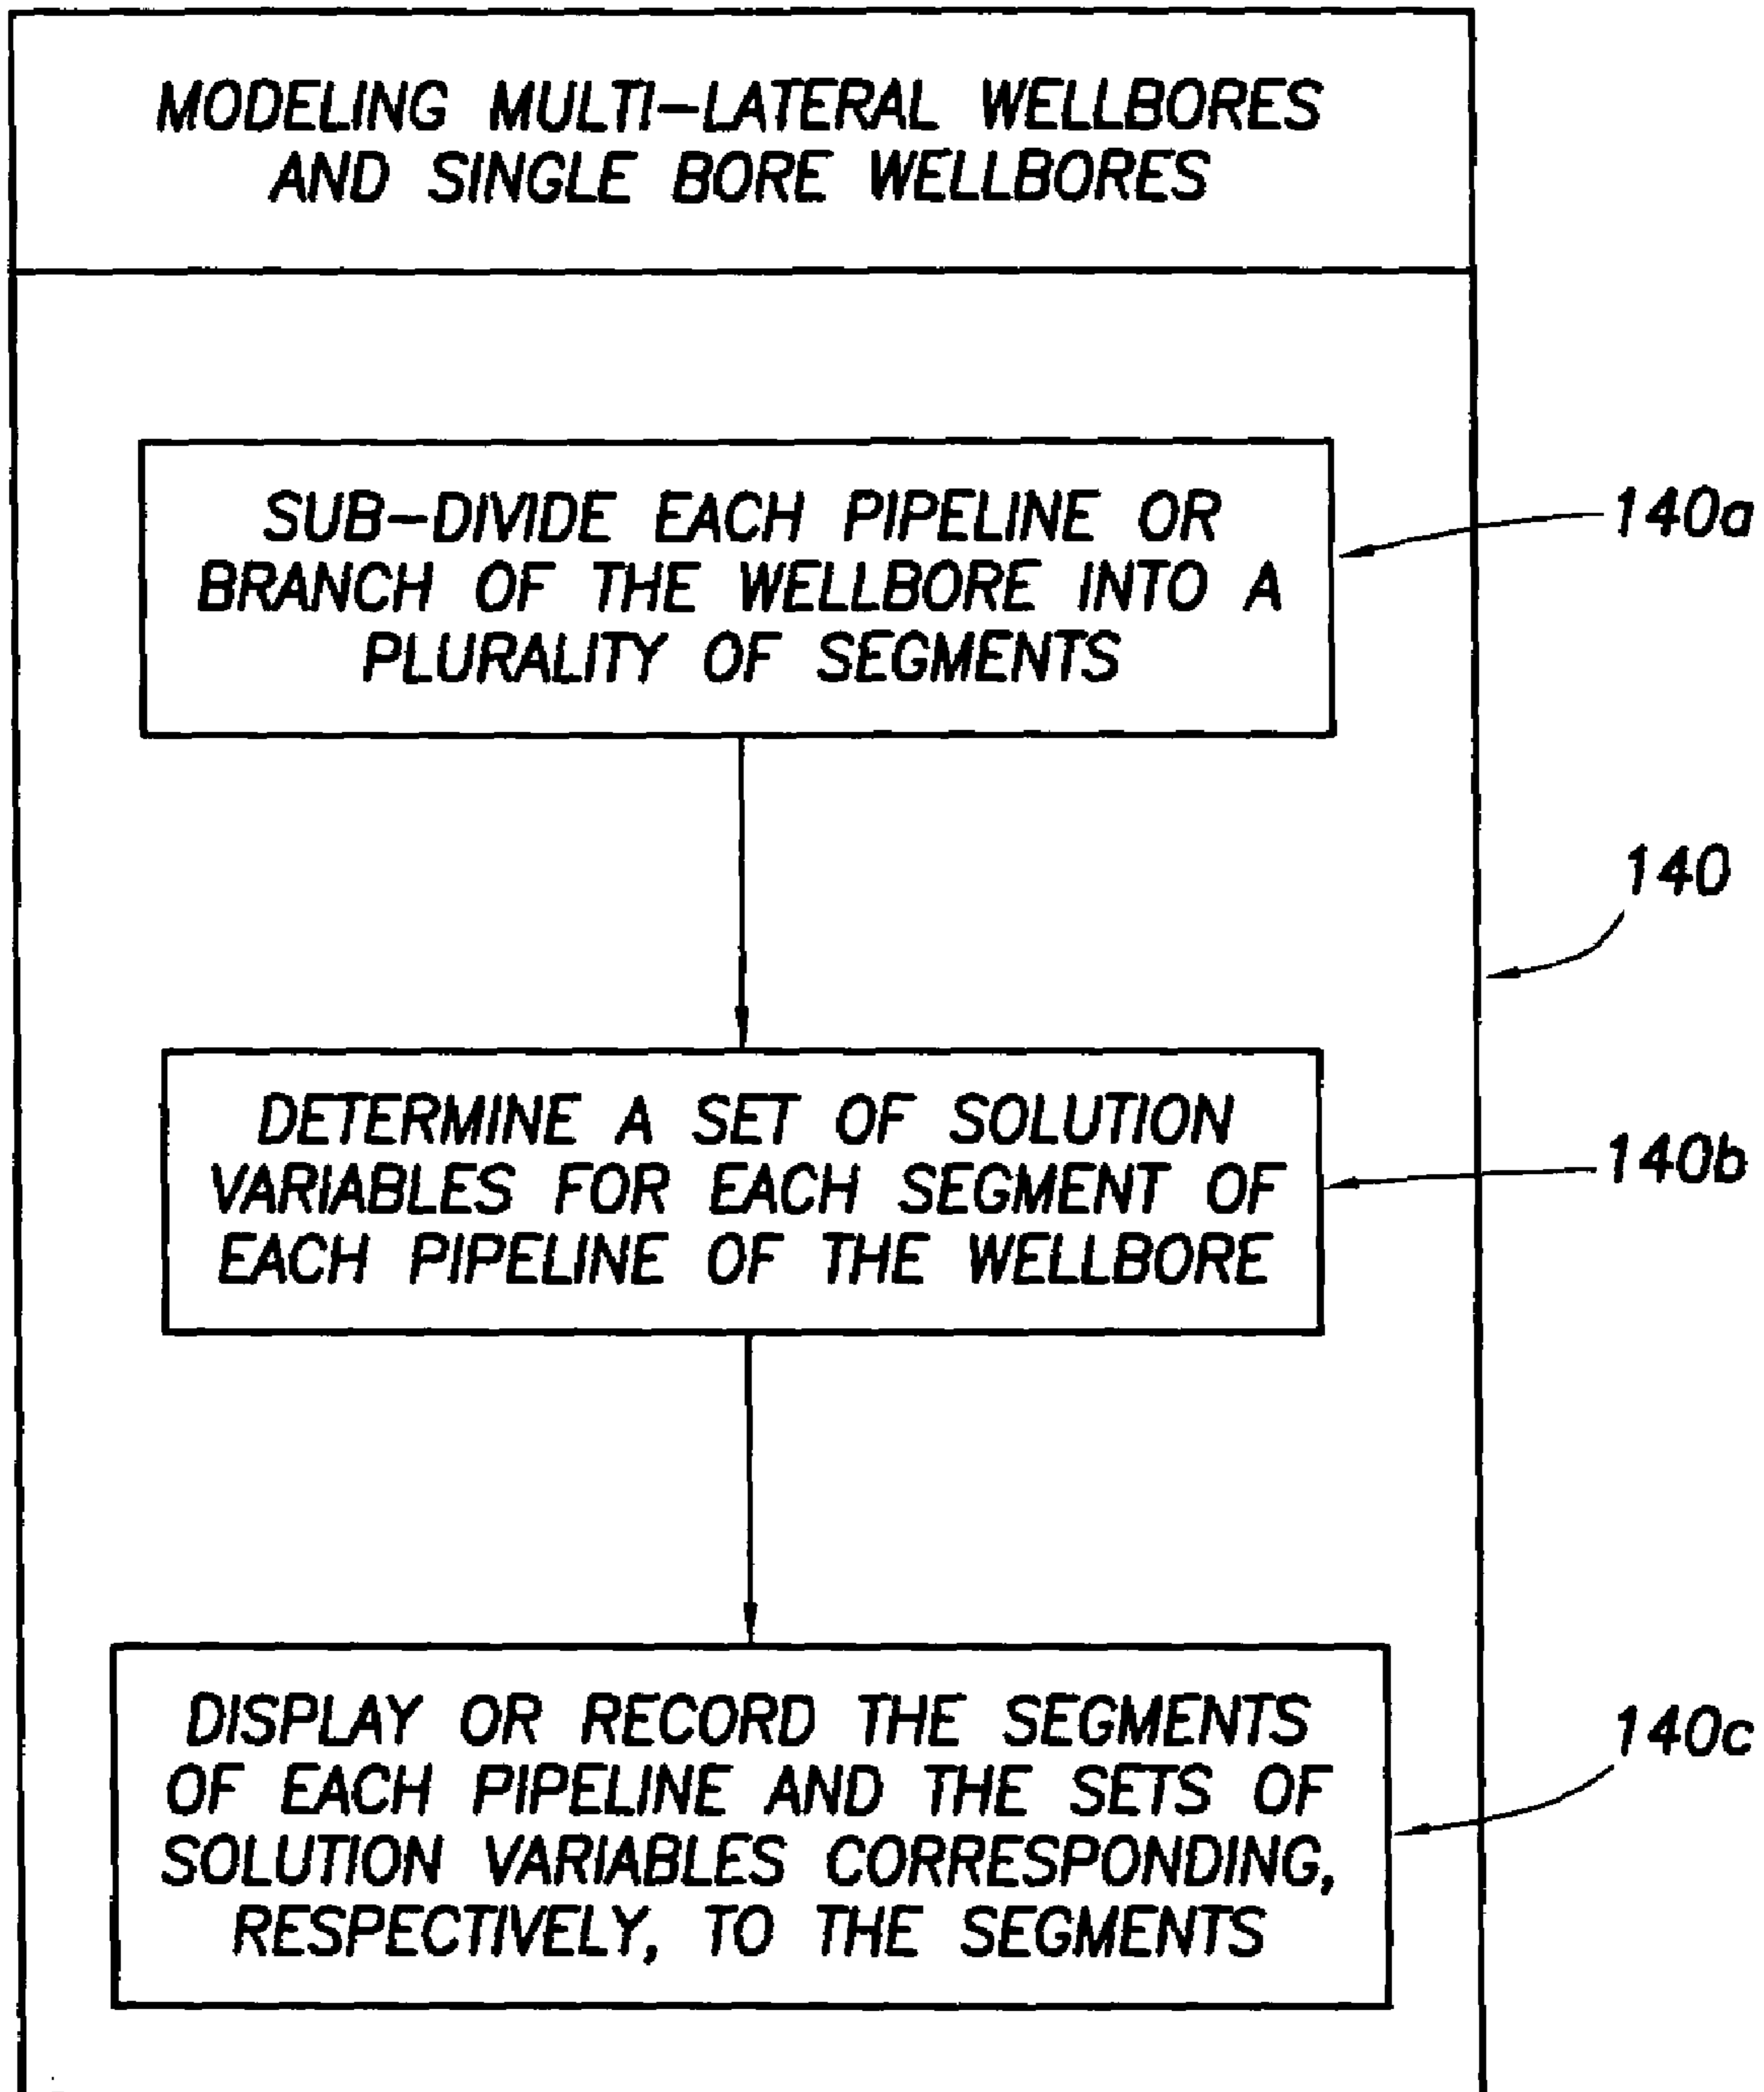 MODELING MULTI-LATERAL WELLBORES
AND SINGLE BORE WELLBORES
SUB-DIVIDE EACH PIPELINE OR
BRANCH OF THE WELLBORE INTO A
PLURALITY OF SEGMENTS
140a
140
DETERMINE A SET OF SOLUTION
VARIABLES FOR EACH SEGMENT OF
EACH PIPELINE OF THE WELLBORE
140b
DISPLAY OR RECORD THE SEGMENTS
OF EACH PIPELINE AND THE SETS OF
SOLUTION VARIABLES CORRESPONDING,
RESPECTIVELY, TO THE SEGMENTS
140c